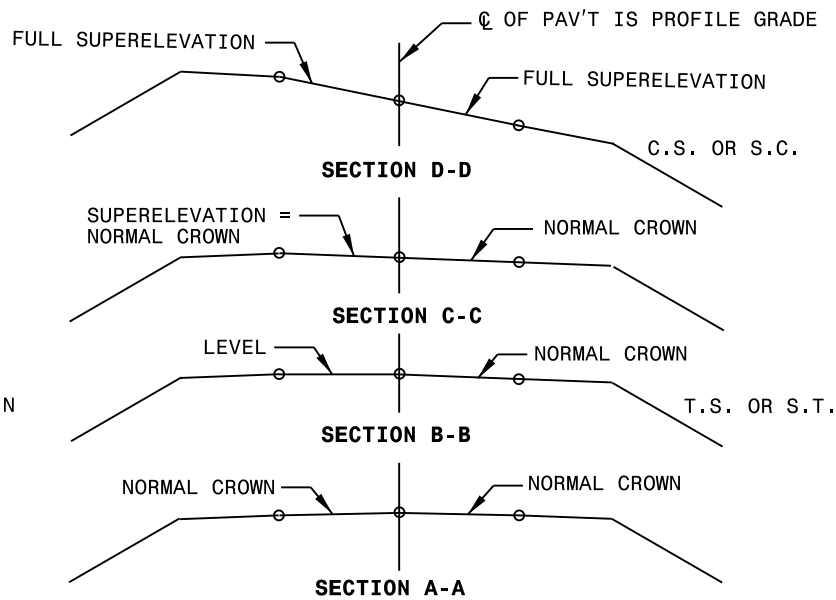 ℄ OF PAV'T IS PROFILE GRADE
FULL SUPERELEVATION
FULL SUPERELEVATION
C.S. OR S.C.
SECTION D-D
SUPERELEVATION =
NORMAL CROWN
NORMAL CROWN
SECTION C-C
LEVEL
NORMAL CROWN
N
T.S. OR S.T.
SECTION B-B
NORMAL CROWN
NORMAL CROWN
SECTION A-A